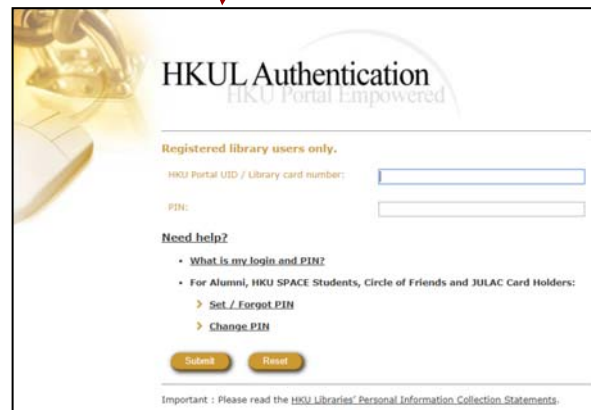 HKUL Authentication
HKU Portal Empowered
Registered library users only.
HKU Portal UID / Library card number:
PIN:
Need help?
• What is my login and PIN?
• For Alumni, HKU SPACE Students, Circle of Friends and JULAC Card Holders:
> Set / Forgot PIN
> Change PIN
Submit Reset
Important : Please read the HKU Libraries' Personal Information Collection Statements.